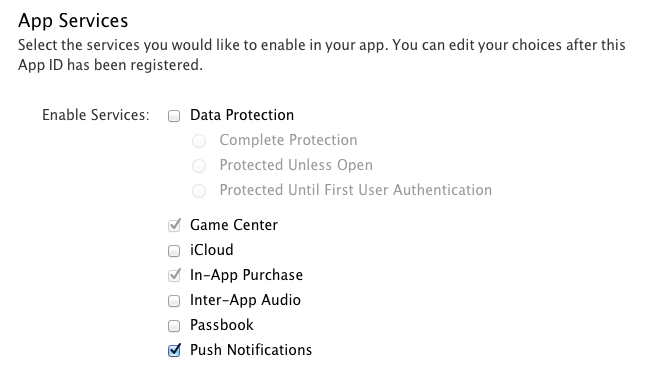 App Services
Select the services you would like to enable in your app. You can edit your choices after this
App ID has been registered.
Enable Services: Data Protection
Complete Protection
Protected Unless Open
Protected Until First User Authentication
Game Center
iCloud
In-App Purchase
Inter-App Audio
Passbook
Push Notifications